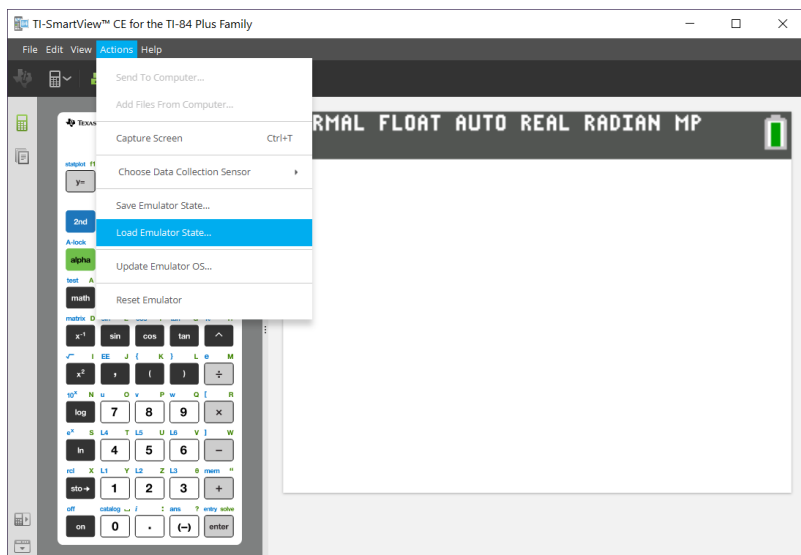 TI-SmartView™ CE for the TI-84 Plus Family
File Edit View Actions Help
Send To Computer...
Add Files From Computer...
Capture Screen Ctrl+T
Choose Data Collection Sensor
Save Emulator State...
Load Emulator State...
Update Emulator OS...
Reset Emulator
RMAL FLOAT AUTO REAL RADIAN MP
TEXAS
statplot f1
y=
2nd
A-lock
alpha
test A
math
matrix D
x⁻¹ sin cos tan ^
√ I EE J { K } L e M
x² , ( ) ÷
10ˣ N u O v P w Q [ R
log 7 8 9 ×
eˣ S L4 T L5 U L6 V ] W
ln 4 5 6 −
rcl X L1 Y L2 Z L3 θ mem "
sto→ 1 2 3 +
off catalog i : ans ? entry solve
on 0 . (–) enter